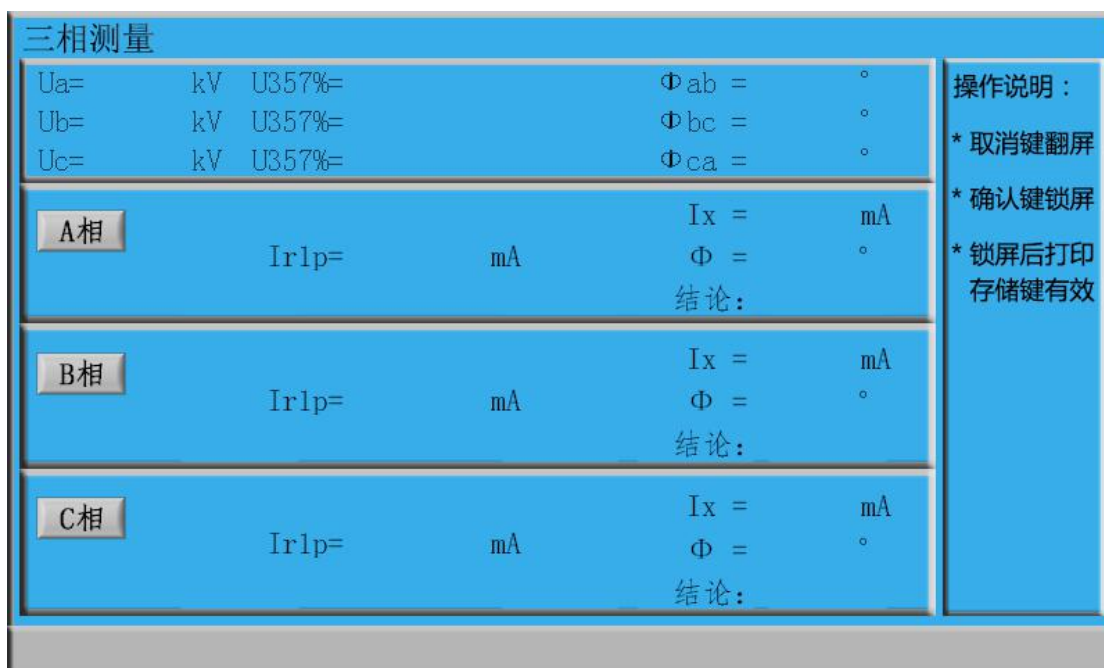 三相测量
Ua= kV U357%= Φab = °
Ub= kV U357%= Φbc = °
Uc= kV U357%= Φca = °
A相
Ix = mA
Ir1p= mA Φ = °
结论:
B相
Ix = mA
Ir1p= mA Φ = °
结论:
C相
Ix = mA
Ir1p= mA Φ = °
结论:
操作说明:
* 取消键翻屏
* 确认键锁屏
* 锁屏后打印
存储键有效